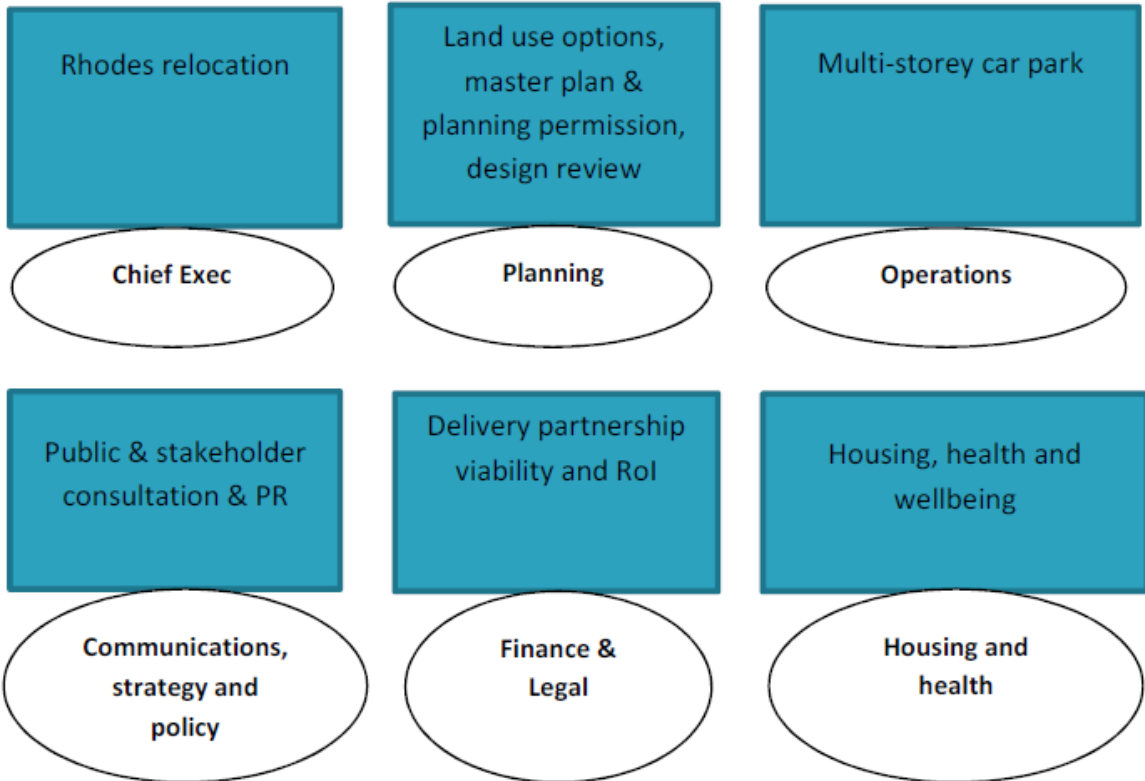 Rhodes relocation
Land use options,
master plan &
planning permission,
design review
Multi-storey car park
Chief Exec
Planning
Operations
Public & stakeholder
consultation & PR
Delivery partnership
viability and RoI
Housing, health and
wellbeing
Communications,
strategy and
policy
Finance &
Legal
Housing and
health